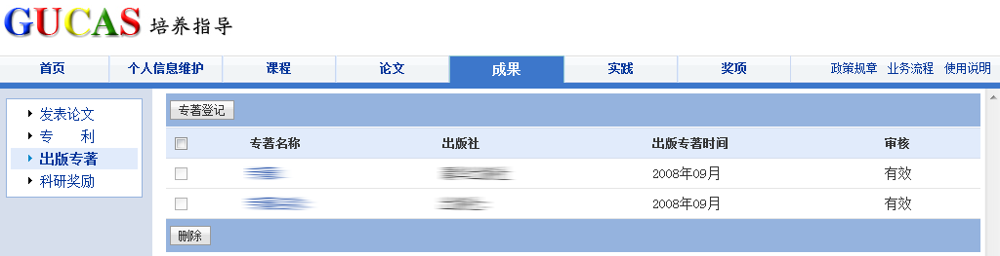 GUCAS 培养指导
首页 个人信息维护 课程 论文 成果 实践 奖项 政策规章 业务流程 使用说明
发表论文
专 利
出版专著
科研奖励
专著登记
专著名称 出版社 出版专著时间 审核
2008年09月 有效
2008年09月 有效
删除